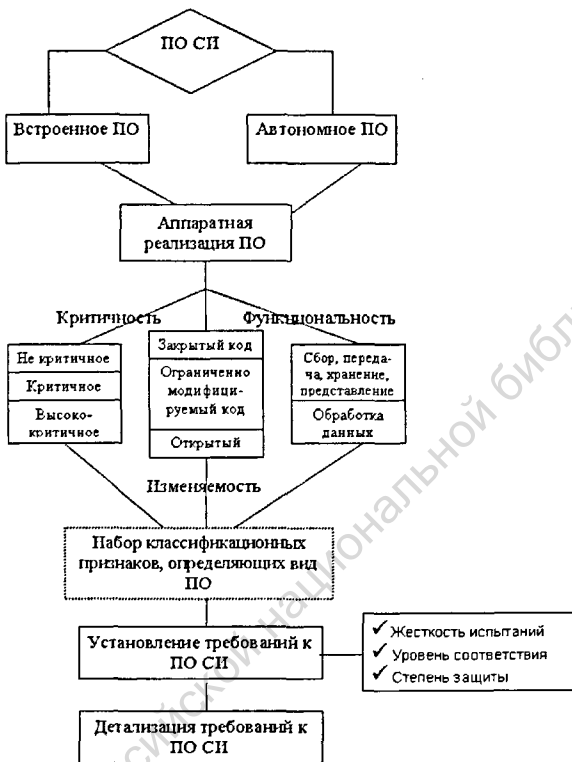 ПО СИ
Встроенное ПО
Автономное ПО
Аппаратная
реализация ПО
Критичность
Функциональность
Не критичное
Критичное
Высоко-
критичное
Закрытый код
Ограниченно
модифици-
руемый код
Открытый
Сбор, переда-
ча, хранение,
представление
Обработка
данных
Изменяемость
Набор классификационных
признаков, определяющих вид
ПО
Установление требований к
ПО СИ
✓ Жесткость испытаний
✓ Уровень соответствия
✓ Степень защиты
Детализация требований к
ПО СИ
национальной